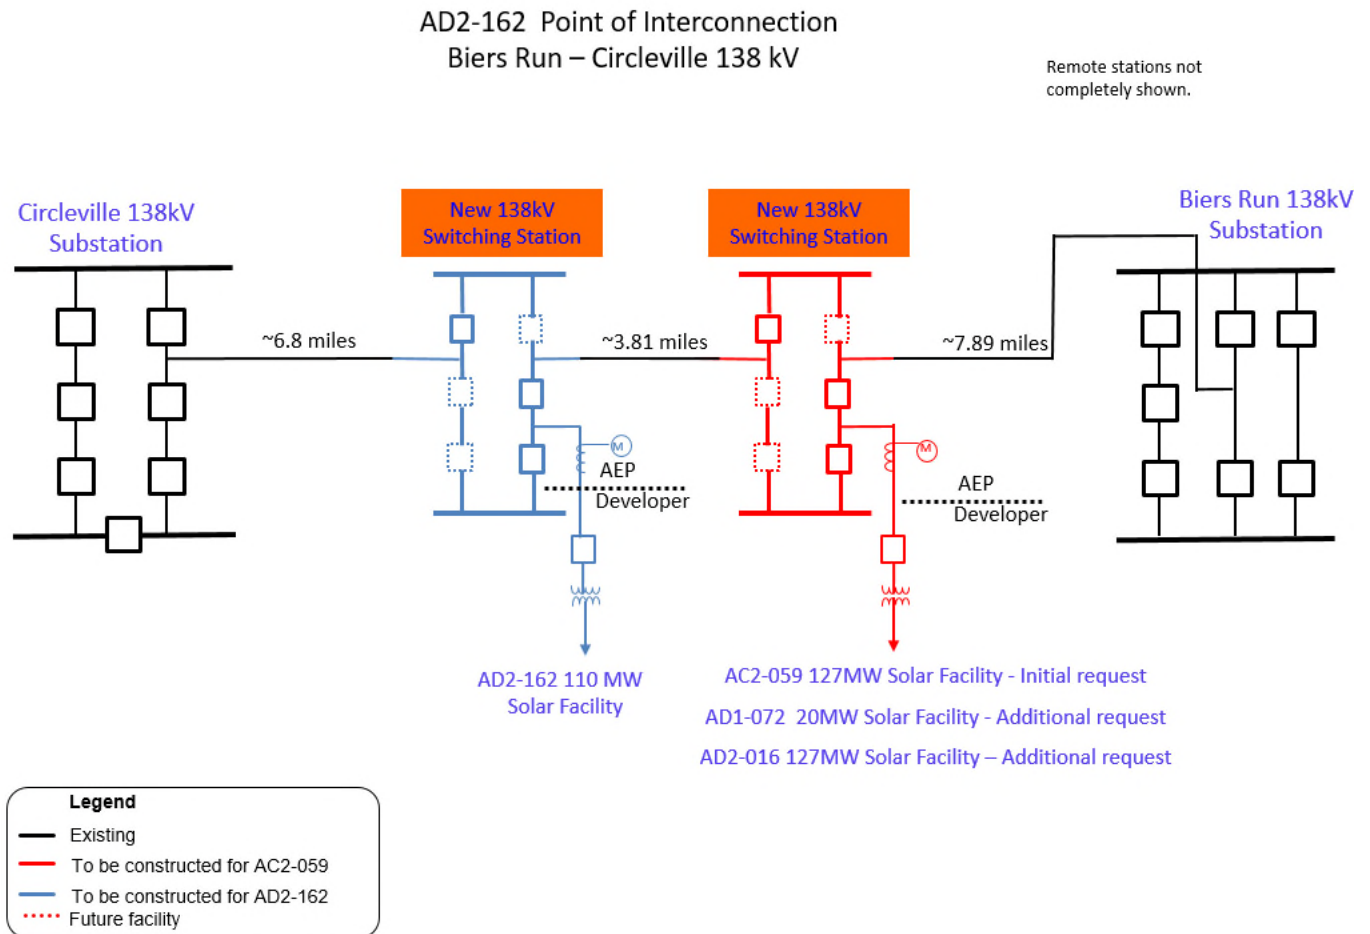 AD2-162 Point of Interconnection
Biers Run – Circleville 138 kV
Remote stations not
completely shown.
Circleville 138kV
Substation
New 138kV
Switching Station
New 138kV
Switching Station
Biers Run 138kV
Substation
~6.8 miles
~3.81 miles
~7.89 miles
M
AEP
Developer
M
AEP
Developer
AD2-162 110 MW
Solar Facility
AC2-059 127MW Solar Facility - Initial request
AD1-072 20MW Solar Facility - Additional request
AD2-016 127MW Solar Facility – Additional request
Legend
Existing
To be constructed for AC2-059
To be constructed for AD2-162
Future facility